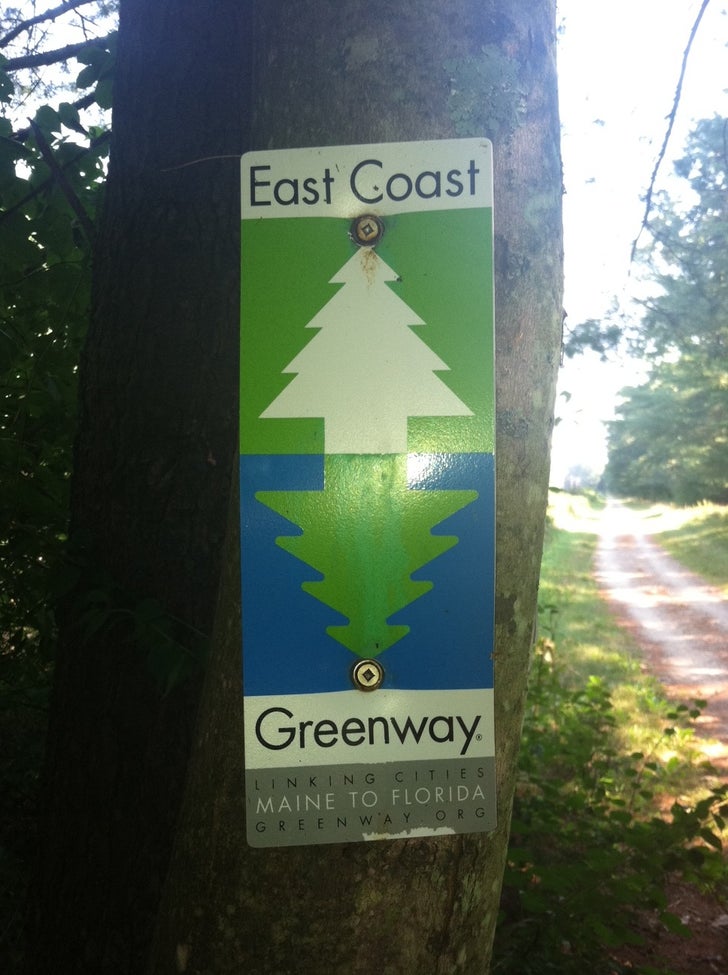 East Coast
Greenway®
LINKING CITIES
MAINE TO FLORIDA
GREENWAY.ORG